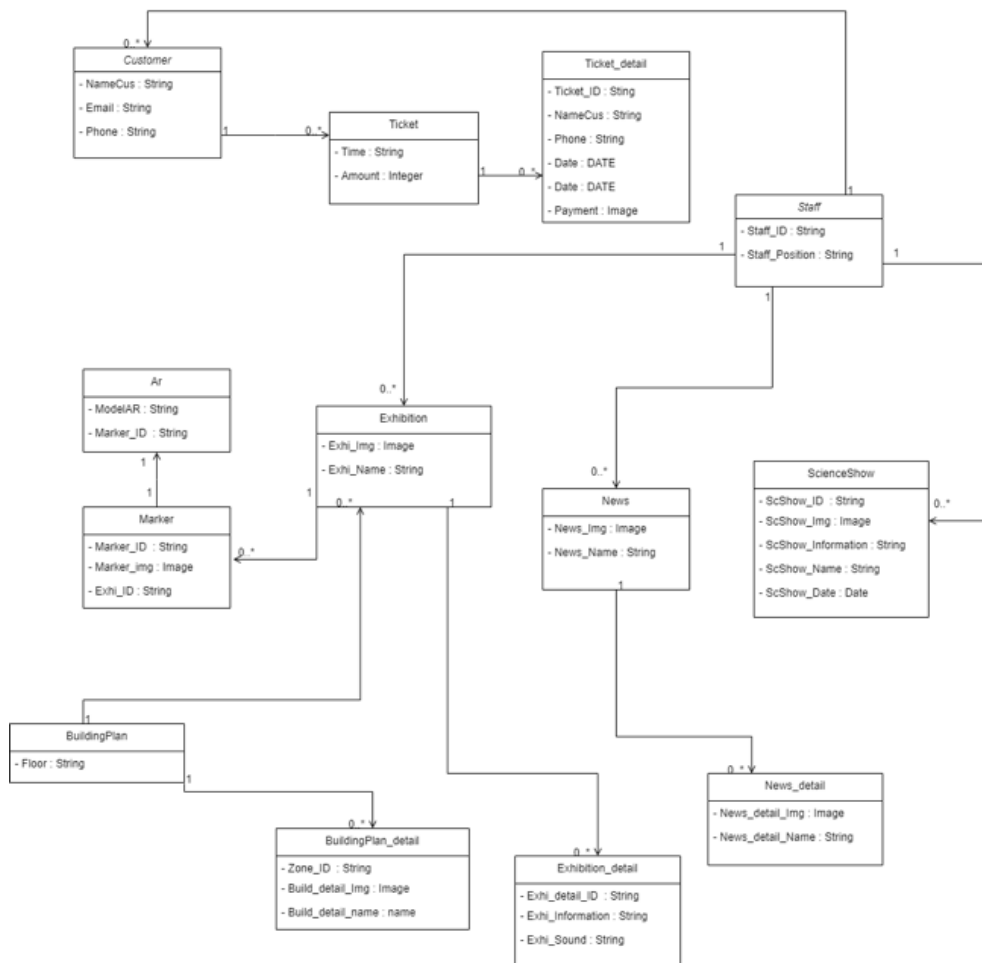 0..*
Customer
- NameCus : String
- Email : String
- Phone : String
1
0..*
Ticket
- Time : String
- Amount : Integer
1
0..*
Ticket_detail
- Ticket_ID : Sting
- NameCus : String
- Phone : String
- Date : DATE
- Date : DATE
- Payment : Image
1
Staff
- Staff_ID : String
- Staff_Position : String
1
1
1
0..*
Exhibition
- Exhi_Img : Image
- Exhi_Name : String
1
0..*
1
Ar
- ModelAR : String
- Marker_ID : String
1
1
Marker
- Marker_ID : String
- Marker_img : Image
- Exhi_ID : String
0..*
0..*
News
- News_Img : Image
- News_Name : String
1
ScienceShow
- ScShow_ID : String
- ScShow_Img : Image
- ScShow_Information : String
- ScShow_Name : String
- ScShow_Date : Date
0..*
1
BuildingPlan
- Floor : String
1
0..*
BuildingPlan_detail
- Zone_ID : String
- Build_detail_Img : Image
- Build_detail_name : name
0..*
Exhibition_detail
- Exhi_detail_ID : String
- Exhi_Information : String
- Exhi_Sound : String
0..*
News_detail
- News_detail_Img : Image
- News_detail_Name : String